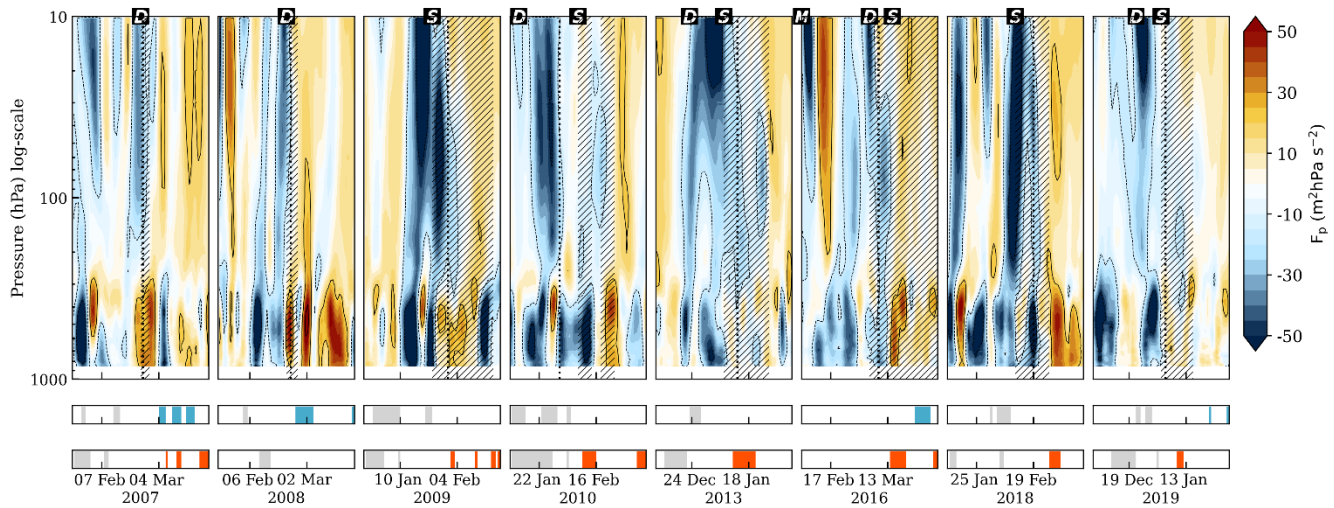 D D S D S D S M D S S D S
10
100
1000
Pressure (hPa) log-scale
50
30
10
-10
-30
-50
Fp (m²hPa s⁻²)
07 Feb 04 Mar 06 Feb 02 Mar 10 Jan 04 Feb 22 Jan 16 Feb 24 Dec 18 Jan 17 Feb 13 Mar 25 Jan 19 Feb 19 Dec 13 Jan
2007 2008 2009 2010 2013 2016 2018 2019